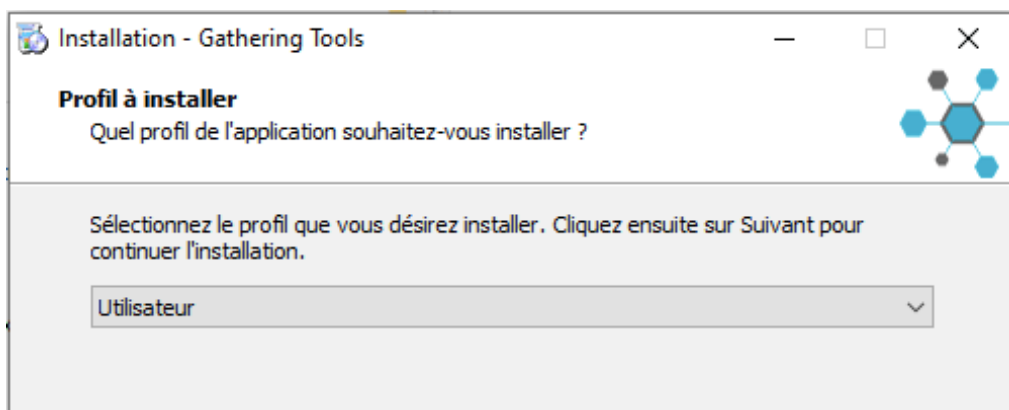 Installation - Gathering Tools
Profil à installer
Quel profil de l'application souhaitez-vous installer ?
Sélectionnez le profil que vous désirez installer. Cliquez ensuite sur Suivant pour
continuer l'installation.
Utilisateur